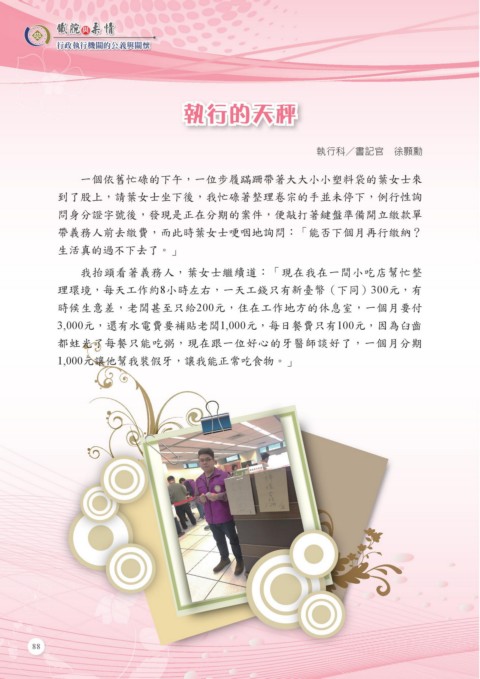 鐵腕與柔情
行政執行機關的公義與關懷
執行的天秤
執行科／書記官　徐顥勳
一個依舊忙碌的下午，一位步履蹣跚帶著大大小小塑料袋的葉女士來
到了股上，請葉女士坐下後，我忙碌著整理卷宗的手並未停下，例行性詢
問身分證字號後，發現是正在分期的案件，便敲打著鍵盤準備開立繳款單
帶義務人前去繳費，而此時葉女士哽咽地詢問：「能否下個月再行繳納？
生活真的過不下去了。」
我抬頭看著義務人，葉女士繼續道：「現在我在一間小吃店幫忙整
理環境，每天工作約8小時左右，一天工錢只有新臺幣（下同）300元，有
時候生意差，老闆甚至只給200元，住在工作地方的休息室，一個月要付
3,000元，還有水電費要補貼老闆1,000元，每日餐費只有100元，因為臼齒
都蛀光了每餐只能吃粥，現在跟一位好心的牙醫師談好了，一個月分期
1,000元讓他幫我裝假牙，讓我能正常吃食物。」
88